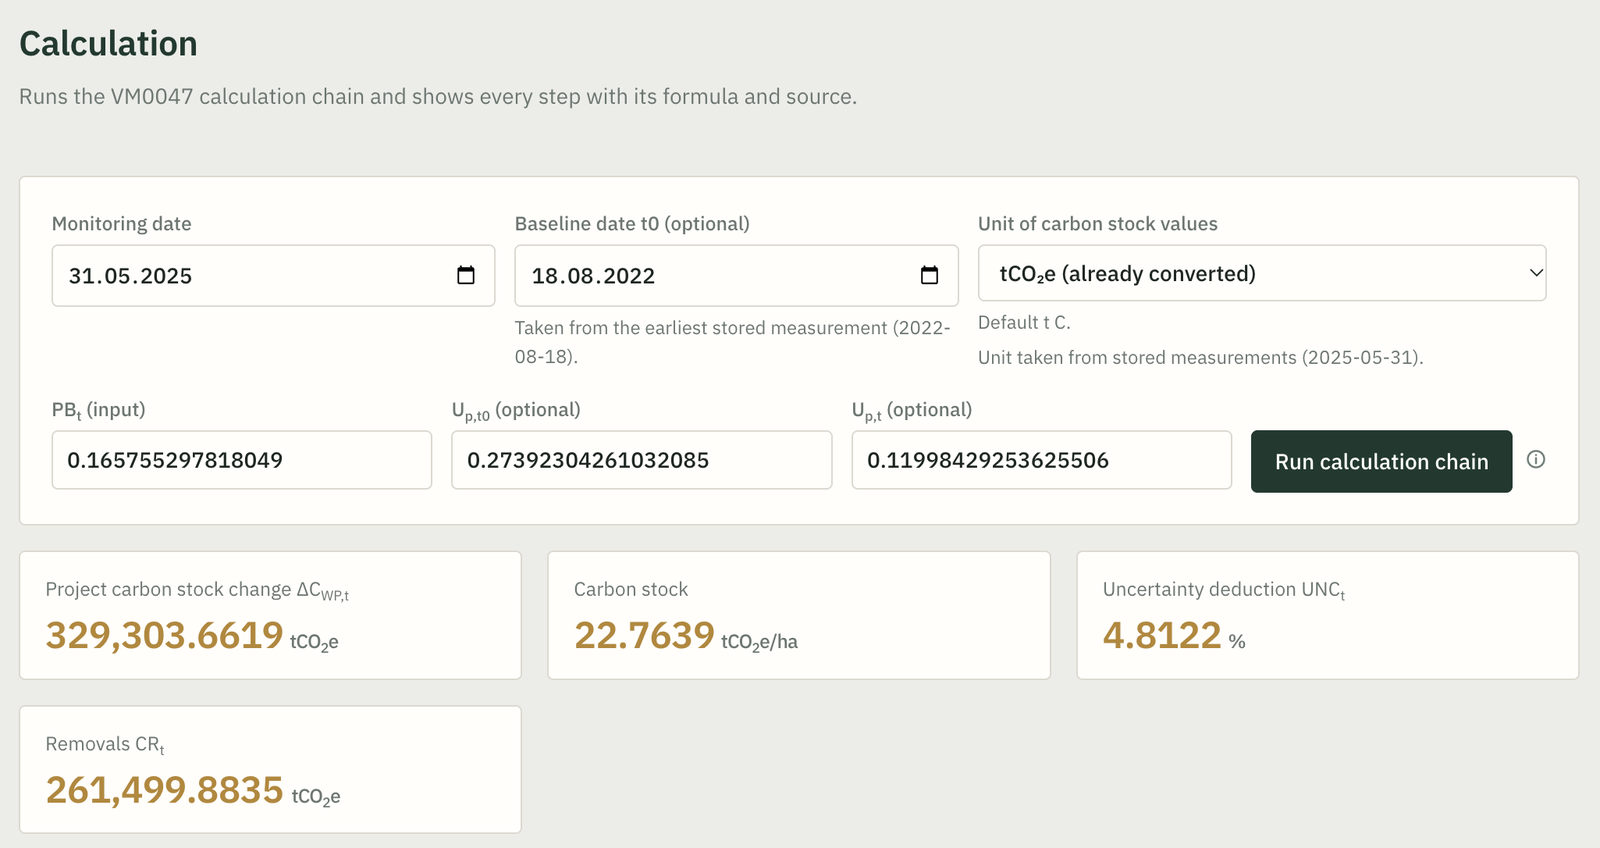 Calculation
Runs the VM0047 calculation chain and shows every step with its formula and source.
Monitoring date
31.05.2025
Baseline date t0 (optional)
18.08.2022
Taken from the earliest stored measurement (2022-
08-18).
Unit of carbon stock values
tCO₂e (already converted)
Default t C.
Unit taken from stored measurements (2025-05-31).
PBt (input)
0.165755297818049
Up,t0 (optional)
0.27392304261032085
Up,t (optional)
0.11998429253625506
Run calculation chain
Project carbon stock change ΔCWP,t
329,303.6619 tCO₂e
Carbon stock
22.7639 tCO₂e/ha
Uncertainty deduction UNCt
4.8122 %
Removals CRt
261,499.8835 tCO₂e